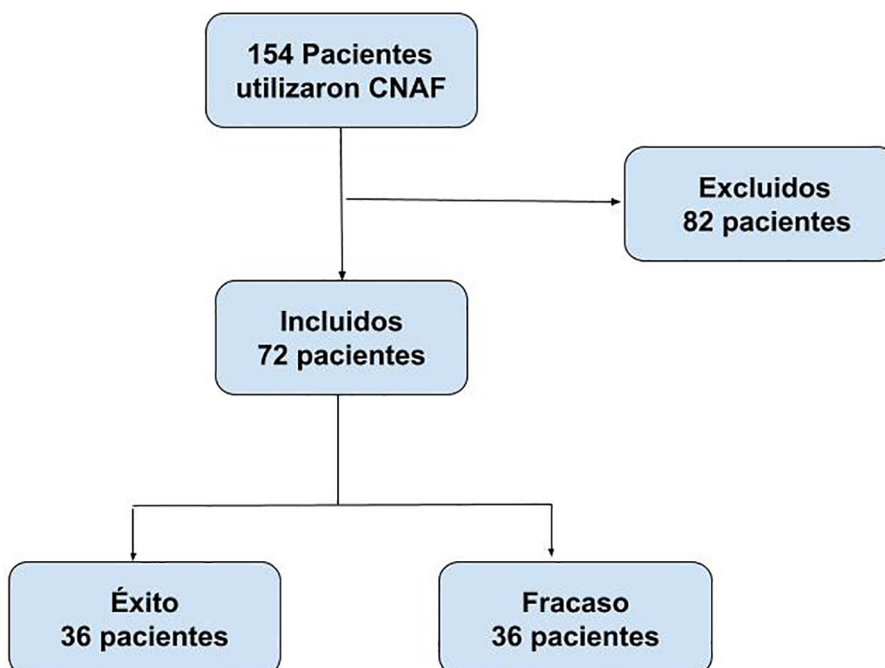 154 Pacientes
utilizaron CNAF
Excluidos
82 pacientes
Incluidos
72 pacientes
Éxito
36 pacientes
Fracaso
36 pacientes